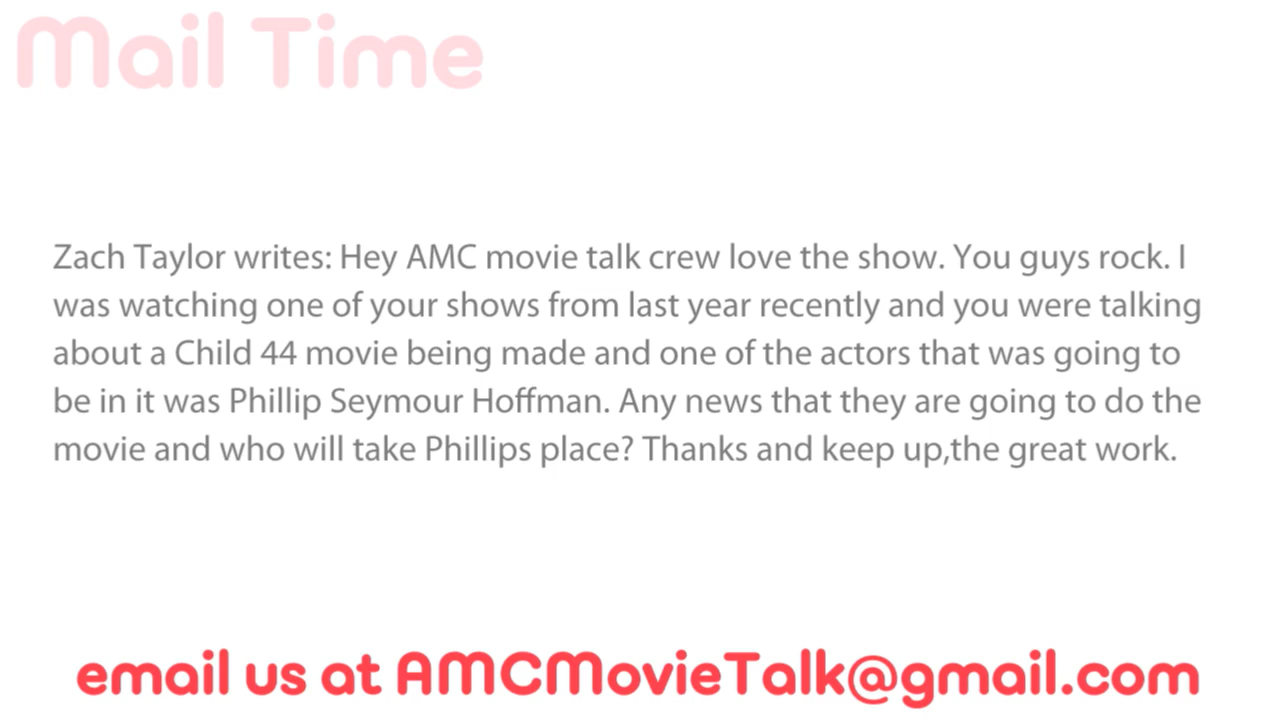 Mail Time
Zach Taylor writes: Hey AMC movie talk crew love the show. You guys rock. I
was watching one of your shows from last year recently and you were talking
about a Child 44 movie being made and one of the actors that was going to
be in it was Phillip Seymour Hoffman. Any news that they are going to do the
movie and who will take Phillips place? Thanks and keep up,the great work.
email us at AMCMovieTalk@gmail.com